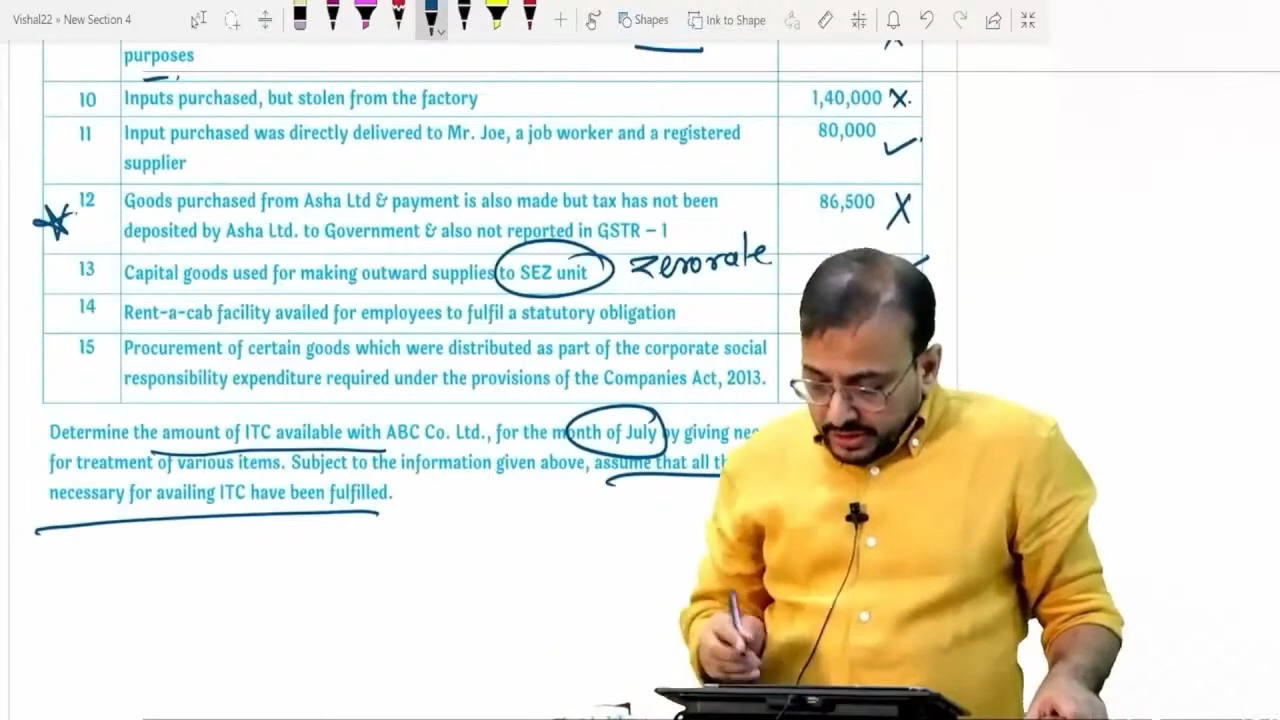 Vishal22 » New Section 4
Shapes
Ink to Shape
purposes
10 Inputs purchased, but stolen from the factory 1,40,000 X
11 Input purchased was directly delivered to Mr. Joe, a job worker and a registered 80,000
supplier
12 Goods purchased from Asha Ltd & payment is also made but tax has not been 86,500 X
deposited by Asha Ltd. to Government & also not reported in GSTR – 1
13 Capital goods used for making outward supplies to SEZ unit zero rate
14 Rent-a-cab facility availed for employees to fulfil a statutory obligation
15 Procurement of certain goods which were distributed as part of the corporate social
responsibility expenditure required under the provisions of the Companies Act, 2013.
Determine the amount of ITC available with ABC Co. Ltd., for the month of July by giving
for treatment of various items. Subject to the information given above, assume that all
necessary for availing ITC have been fulfilled.